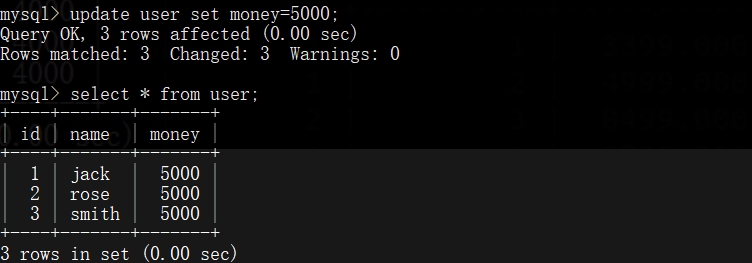 mysql> update user set money=5000;
Query OK, 3 rows affected (0.00 sec)
Rows matched: 3  Changed: 3  Warnings: 0
mysql> select * from user;
+----+-------+-------+
| id | name  | money |
+----+-------+-------+
|  1 | jack  |  5000 |
|  2 | rose  |  5000 |
|  3 | smith |  5000 |
+----+-------+-------+
3 rows in set (0.00 sec)